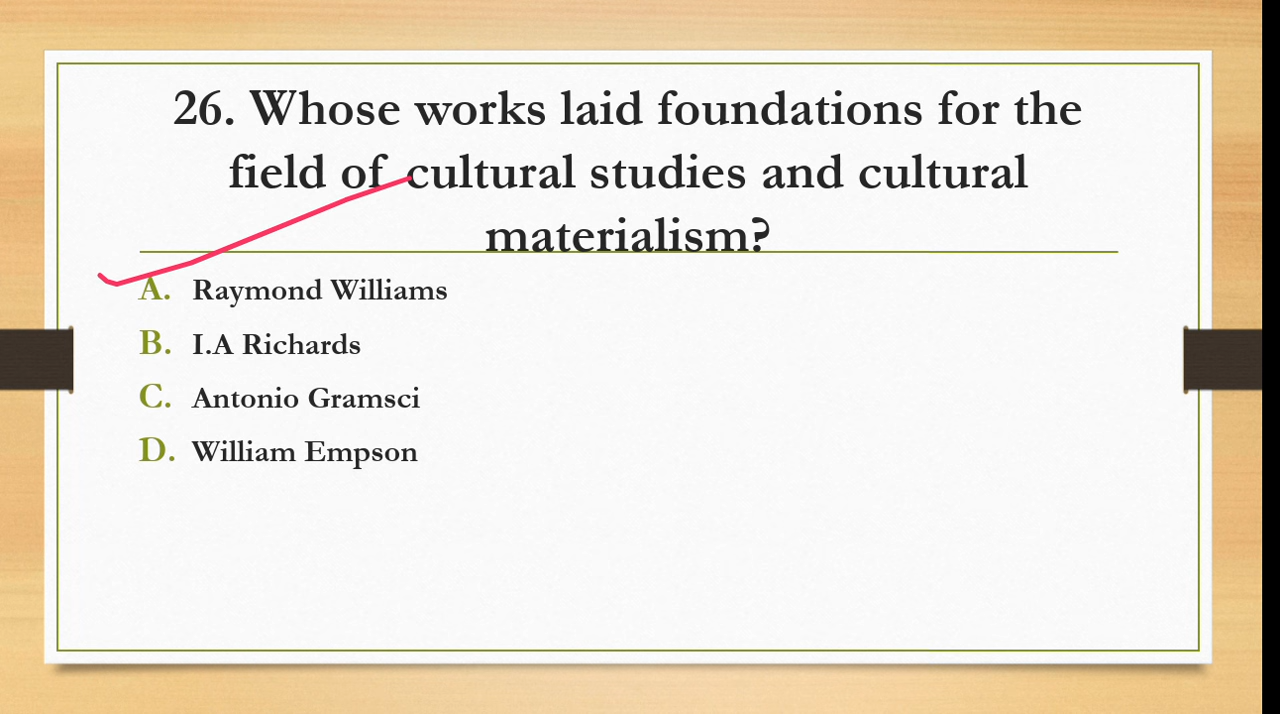 26. Whose works laid foundations for the
field of cultural studies and cultural
materialism?
A. Raymond Williams
B. I.A Richards
C. Antonio Gramsci
D. William Empson